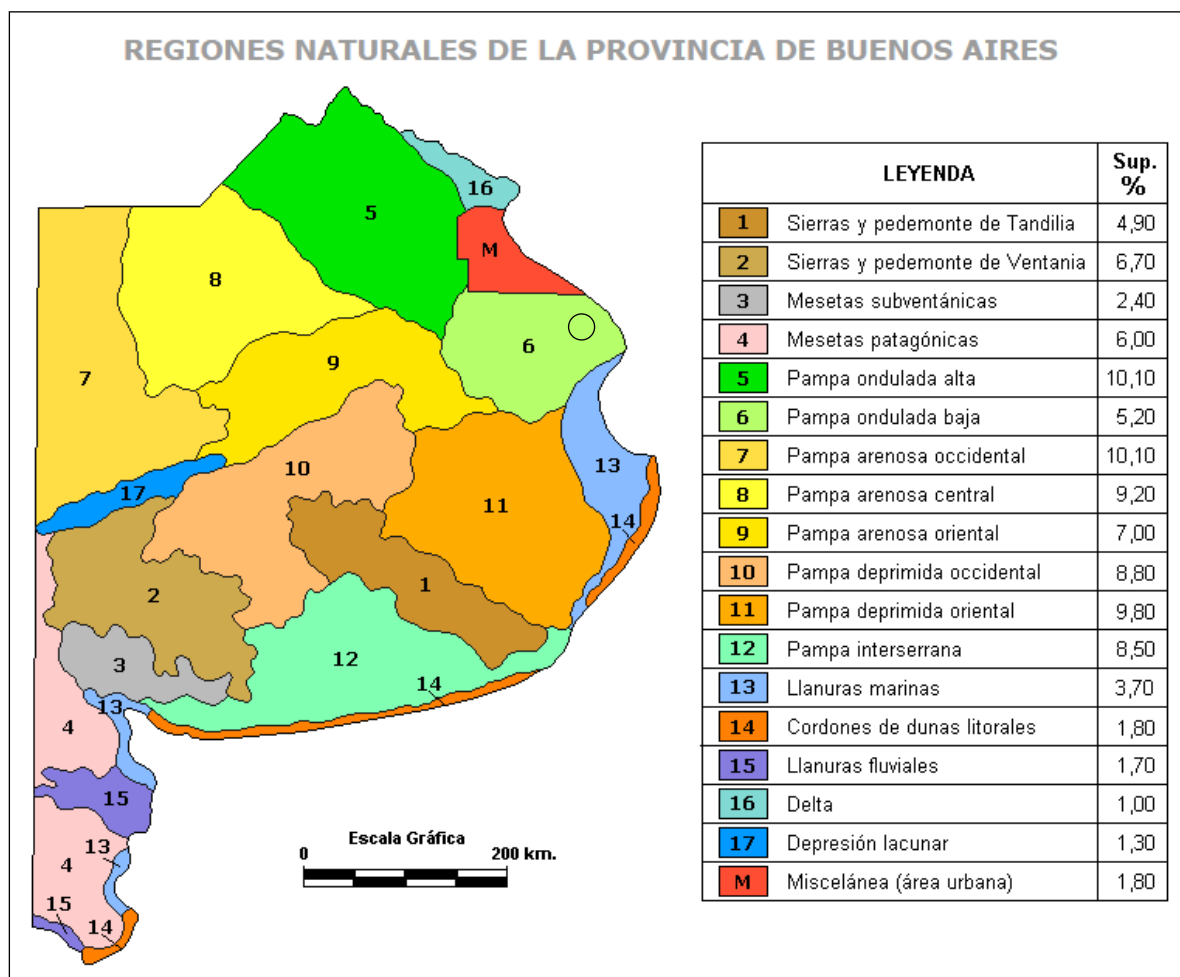 REGIONES NATURALES DE LA PROVINCIA DE BUENOS AIRES
16
5
M
8
6
9
7
10
13
17
11
14
1
2
12
3
14
13
4
15
13
4
15
14
Escala Gráfica
0 200 km.
LEYENDA Sup. %
1 Sierras y pedemonte de Tandilia 4,90
2 Sierras y pedemonte de Ventania 6,70
3 Mesetas subventánicas 2,40
4 Mesetas patagónicas 6,00
5 Pampa ondulada alta 10,10
6 Pampa ondulada baja 5,20
7 Pampa arenosa occidental 10,10
8 Pampa arenosa central 9,20
9 Pampa arenosa oriental 7,00
10 Pampa deprimida occidental 8,80
11 Pampa deprimida oriental 9,80
12 Pampa interserrana 8,50
13 Llanuras marinas 3,70
14 Cordones de dunas litorales 1,80
15 Llanuras fluviales 1,70
16 Delta 1,00
17 Depresión lacunar 1,30
M Miscelánea (área urbana) 1,80